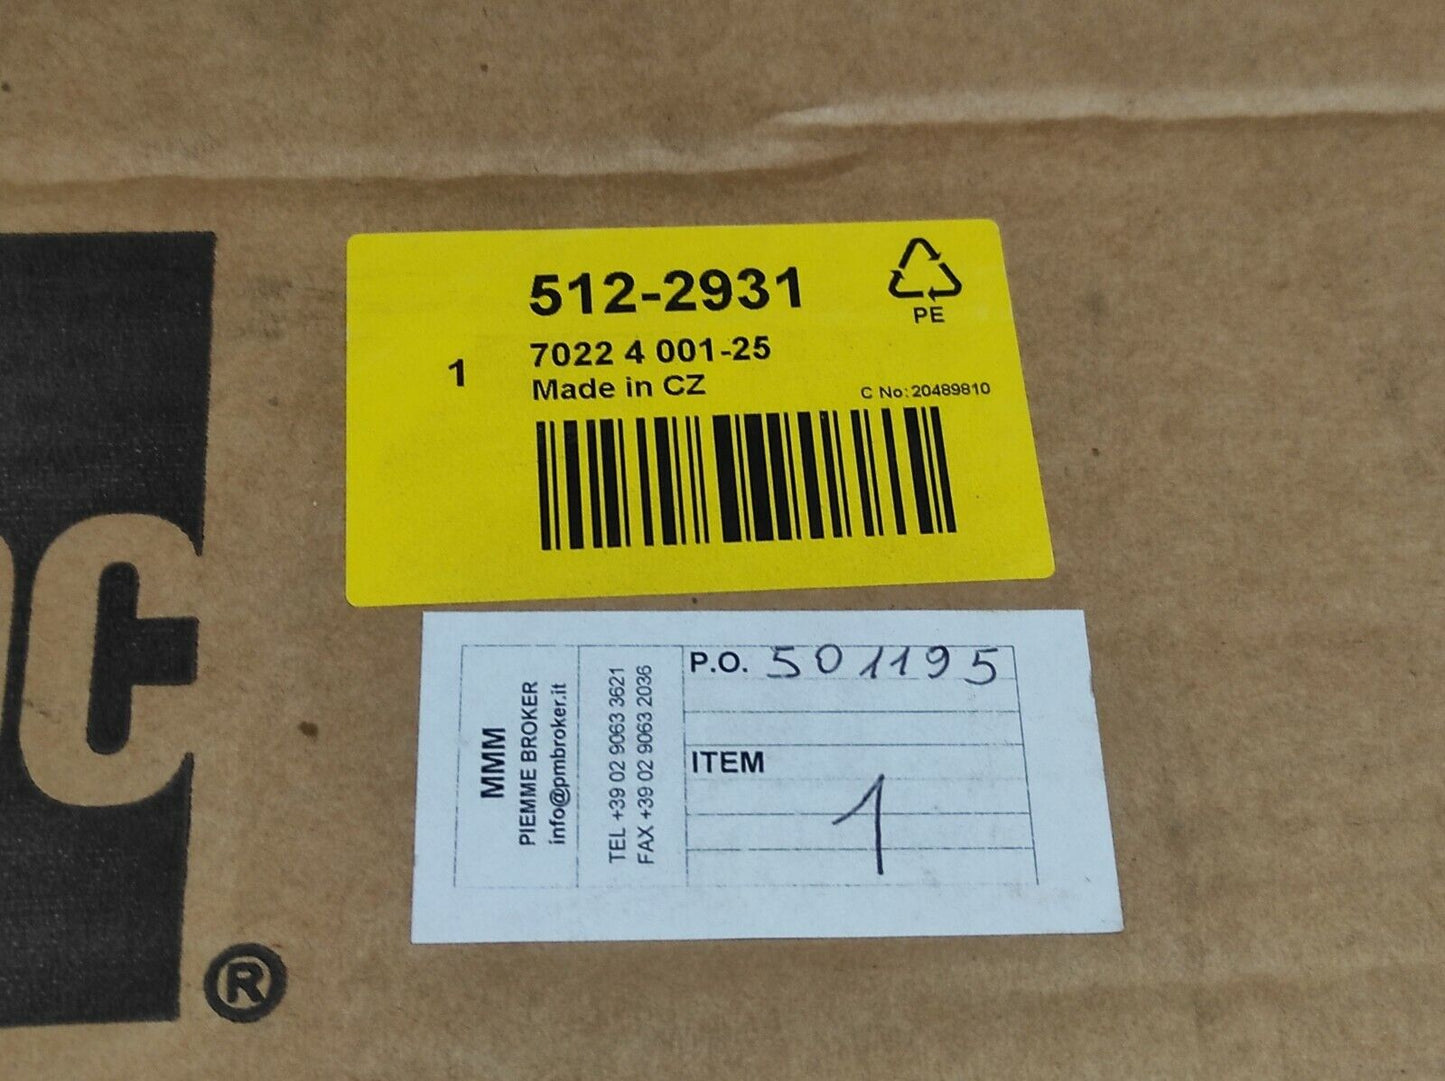 512-2931
PE
1
7022 4 001-25
Made in CZ
C No: 20489810
C
®
MMM
PIEMME BROKER
info@pmbroker.it
TEL +39 02 9063 3621
FAX +39 02 9063 2036
P.O. 501195
ITEM
1